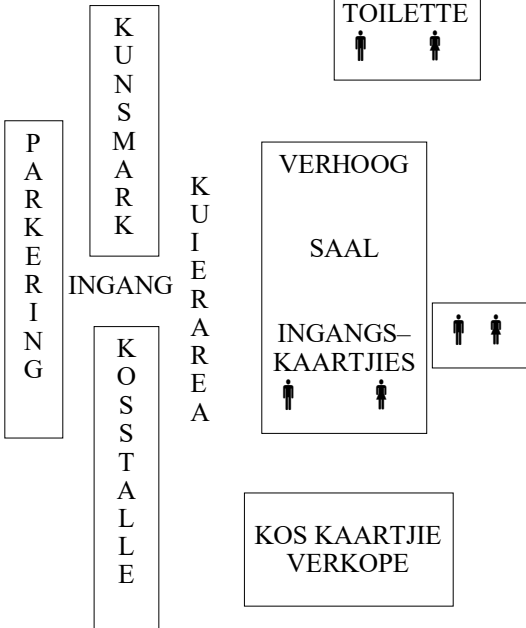 TOILETTE
KUNSMARK
PARKERING
KUIERAREA
VERHOOG
SAAL
INGANG
INGANGS–
KAARTJIES
KOSSTALLE
KOS KAARTJIE
VERKOPE